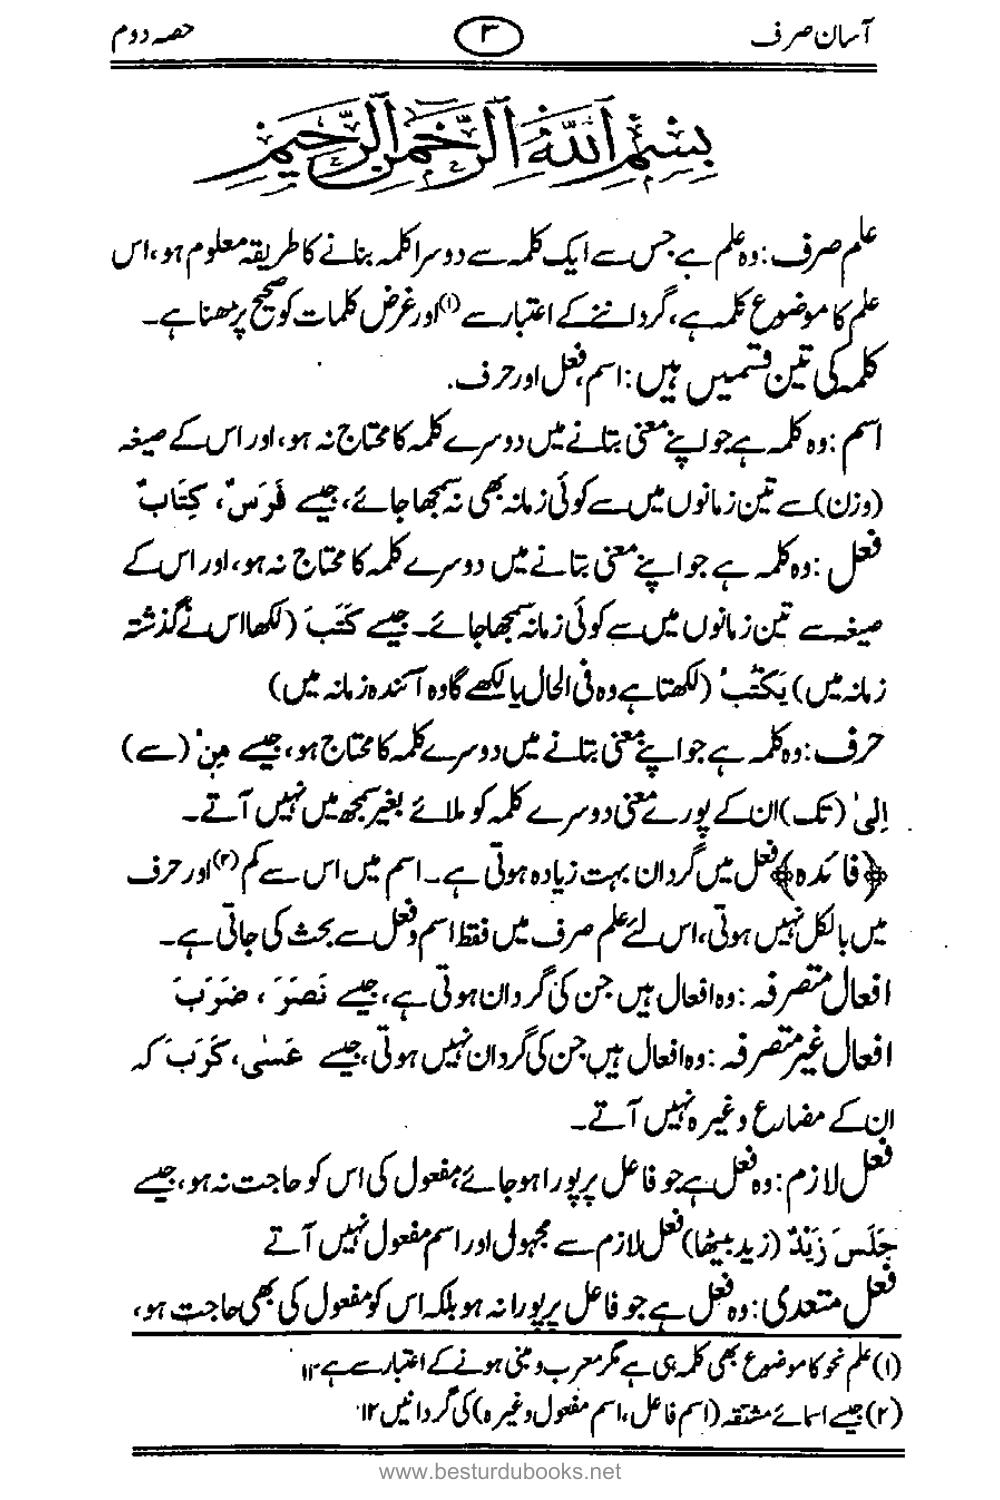 آسان صرف ۳ حصہ دوم
بسم اللہ الرحمن الرحیم
علم صرف: وہ علم ہے جس سے ایک کلمہ سے دوسرا کلمہ بنانے کا طریقہ معلوم ہو، اس
علم کا موضوع کلمہ ہے، گرداننے کے اعتبار سے (۱) اور غرض کلمات کو صحیح پڑھنا ہے۔
کلمہ کی تین قسمیں ہیں: اسم، فعل اور حرف.
اسم: وہ کلمہ ہے جو اپنے معنی بتانے میں دوسرے کلمہ کا محتاج نہ ہو، اور اس کے صیغہ
(وزن) سے تین زمانوں میں سے کوئی زمانہ بھی نہ سمجھا جائے، جیسے فَرَسٌ، كِتَابٌ
فعل: وہ کلمہ ہے جو اپنے معنی بتانے میں دوسرے کلمہ کا محتاج نہ ہو، اور اس کے
صیغہ سے تین زمانوں میں سے کوئی زمانہ سمجھا جائے۔ جیسے كَتَبَ (لکھا اس نے گذشتہ
زمانہ میں) يَكْتُبُ (لکھتا ہے وہ فی الحال یا لکھے گا وہ آئندہ زمانہ میں)
حرف: وہ کلمہ ہے جو اپنے معنی بتانے میں دوسرے کلمہ کا محتاج ہو، جیسے مِنْ (سے)
إلىٰ (تک) ان کے پورے معنی دوسرے کلمہ کو ملائے بغیر سمجھ میں نہیں آتے۔
﴿فائدہ﴾ فعل میں گردان بہت زیادہ ہوتی ہے۔ اسم میں اس سے کم (۲) اور حرف
میں بالکل نہیں ہوتی، اس لئے علم صرف میں فقط اسم وفعل سے بحث کی جاتی ہے۔
افعال متصرفہ: وہ افعال ہیں جن کی گردان ہوتی ہے، جیسے نَصَرَ، ضَرَبَ
افعال غیر متصرفہ: وہ افعال ہیں جن کی گردان نہیں ہوتی، جیسے عَسٰى، كَرَبَ کہ
ان کے مضارع وغیرہ نہیں آتے۔
فعل لازم: وہ فعل ہے جو فاعل پر پورا ہو جائے، مفعول کی اس کو حاجت نہ ہو، جیسے
جَلَسَ زَيْدٌ (زید بیٹھا) فعل لازم سے مجہول اور اسم مفعول نہیں آتے
فعل متعدی: وہ فعل ہے جو فاعل پر پورا نہ ہو بلکہ اس کو مفعول کی بھی حاجت ہو،
(۱) علم نحو کا موضوع بھی کلمہ ہی ہے مگر معرب و مبنی ہونے کے اعتبار سے ہے ۱۲
(۲) جیسے اسمائے مشتقہ (اسم فاعل، اسم مفعول وغیرہ) کی گردانیں ۱۲
www.besturdubooks.net